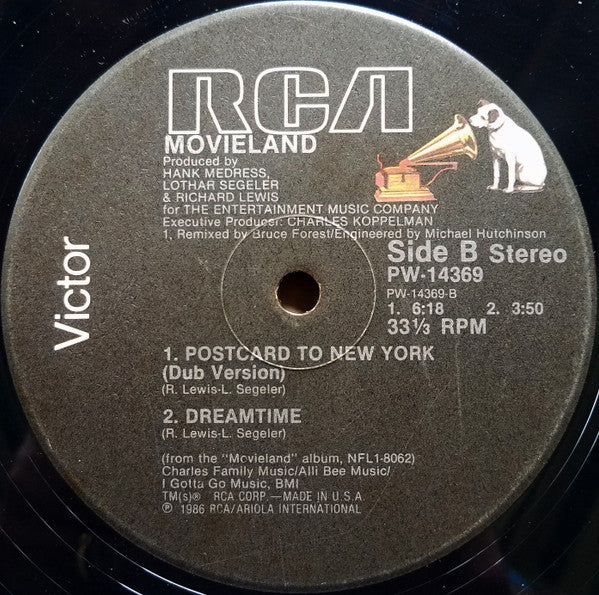 RCA
MOVIELAND
Produced by
HANK MEDRESS,
LOTHAR SEGELER
& RICHARD LEWIS
for THE ENTERTAINMENT MUSIC COMPANY
Executive Producer: CHARLES KOPPELMAN
1. Remixed by Bruce Forest/Engineered by Michael Hutchinson
Victor
Side B Stereo
PW-14369
PW-14369-B
1. 6:18 2. 3:50
33 1/3 RPM
1. POSTCARD TO NEW YORK
(Dub Version)
(R. Lewis-L. Segeler)
2. DREAMTIME
(R. Lewis-L. Segeler)
(from the "Movieland" album, NFL1-8062)
Charles Family Music/Alli Bee Music/
I Gotta Go Music, BMI
TM(s)® RCA CORP.—MADE IN U.S.A.
℗ 1986 RCA/ARIOLA INTERNATIONAL